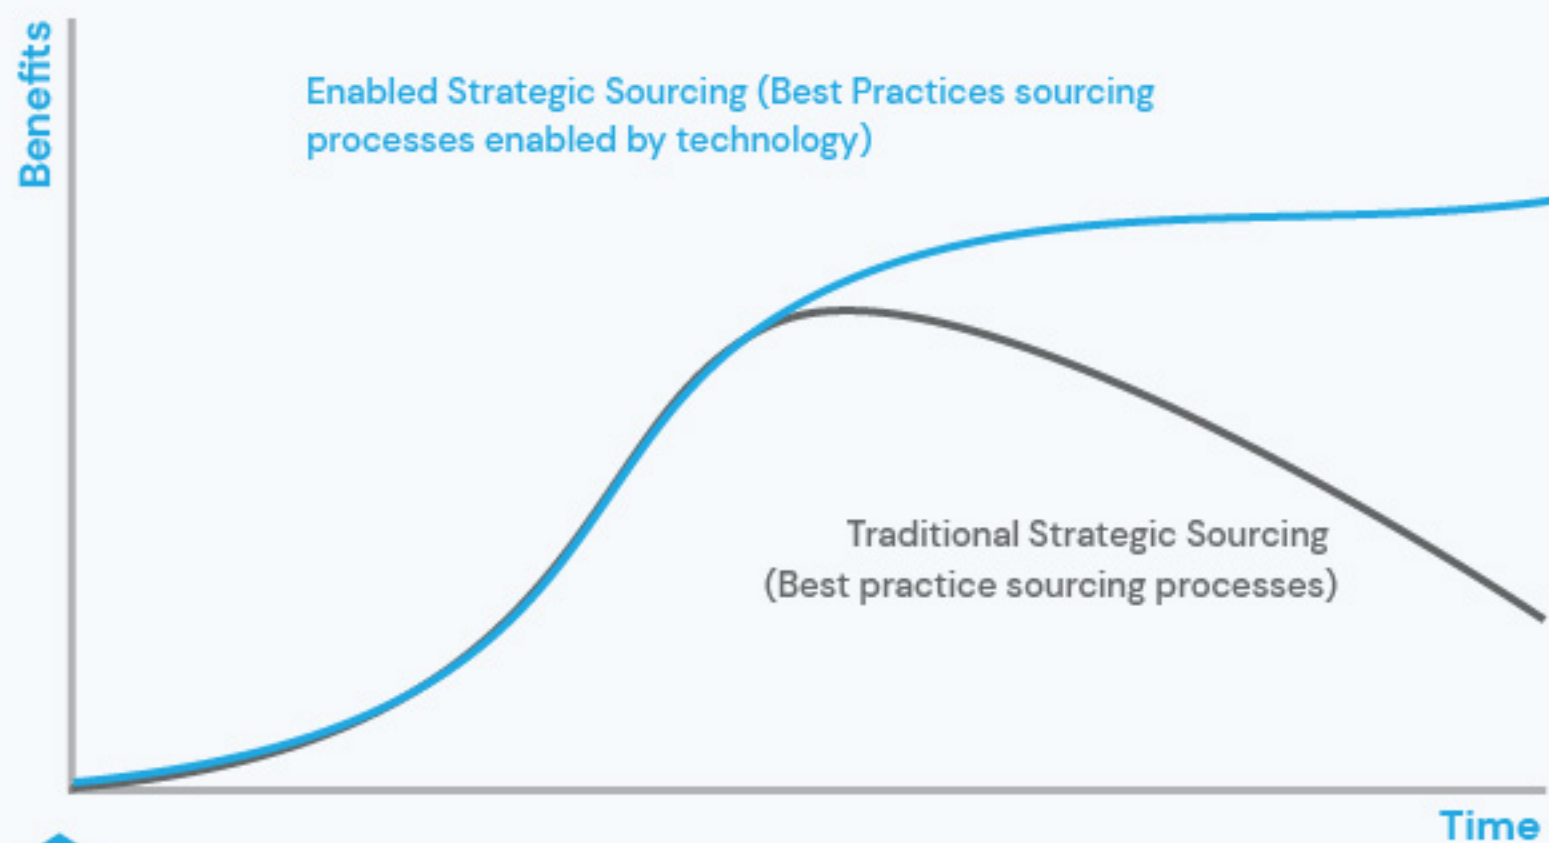 Benefits
Enabled Strategic Sourcing (Best Practices sourcing
processes enabled by technology)
Traditional Strategic Sourcing
(Best practice sourcing processes)
Time